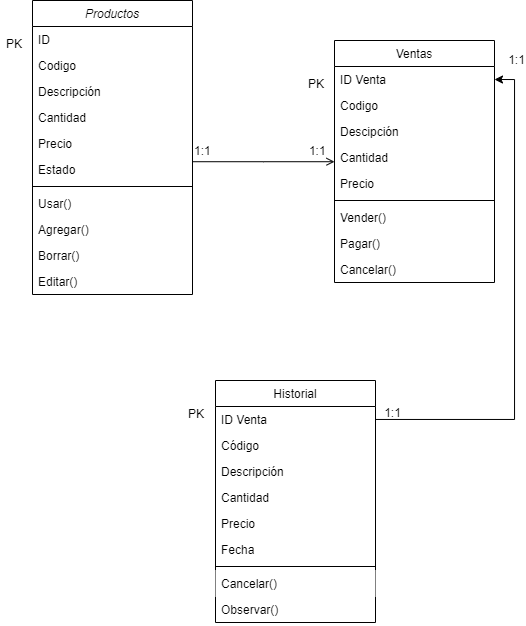 Productos
PK
ID
Codigo
Descripción
Cantidad
Precio
Estado
Usar()
Agregar()
Borrar()
Editar()
1:1
1:1
Ventas
1:1
PK
ID Venta
Codigo
Descipción
Cantidad
Precio
Vender()
Pagar()
Cancelar()
Historial
PK
1:1
ID Venta
Código
Descripción
Cantidad
Precio
Fecha
Cancelar()
Observar()